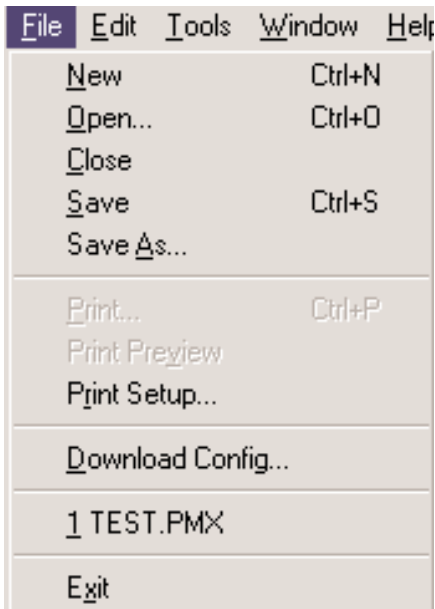 File Edit Tools Window Help
New Ctrl+N
Open... Ctrl+O
Close
Save Ctrl+S
Save As...
Print... Ctrl+P
Print Preview
Print Setup...
Download Config...
1 TEST.PMX
Exit